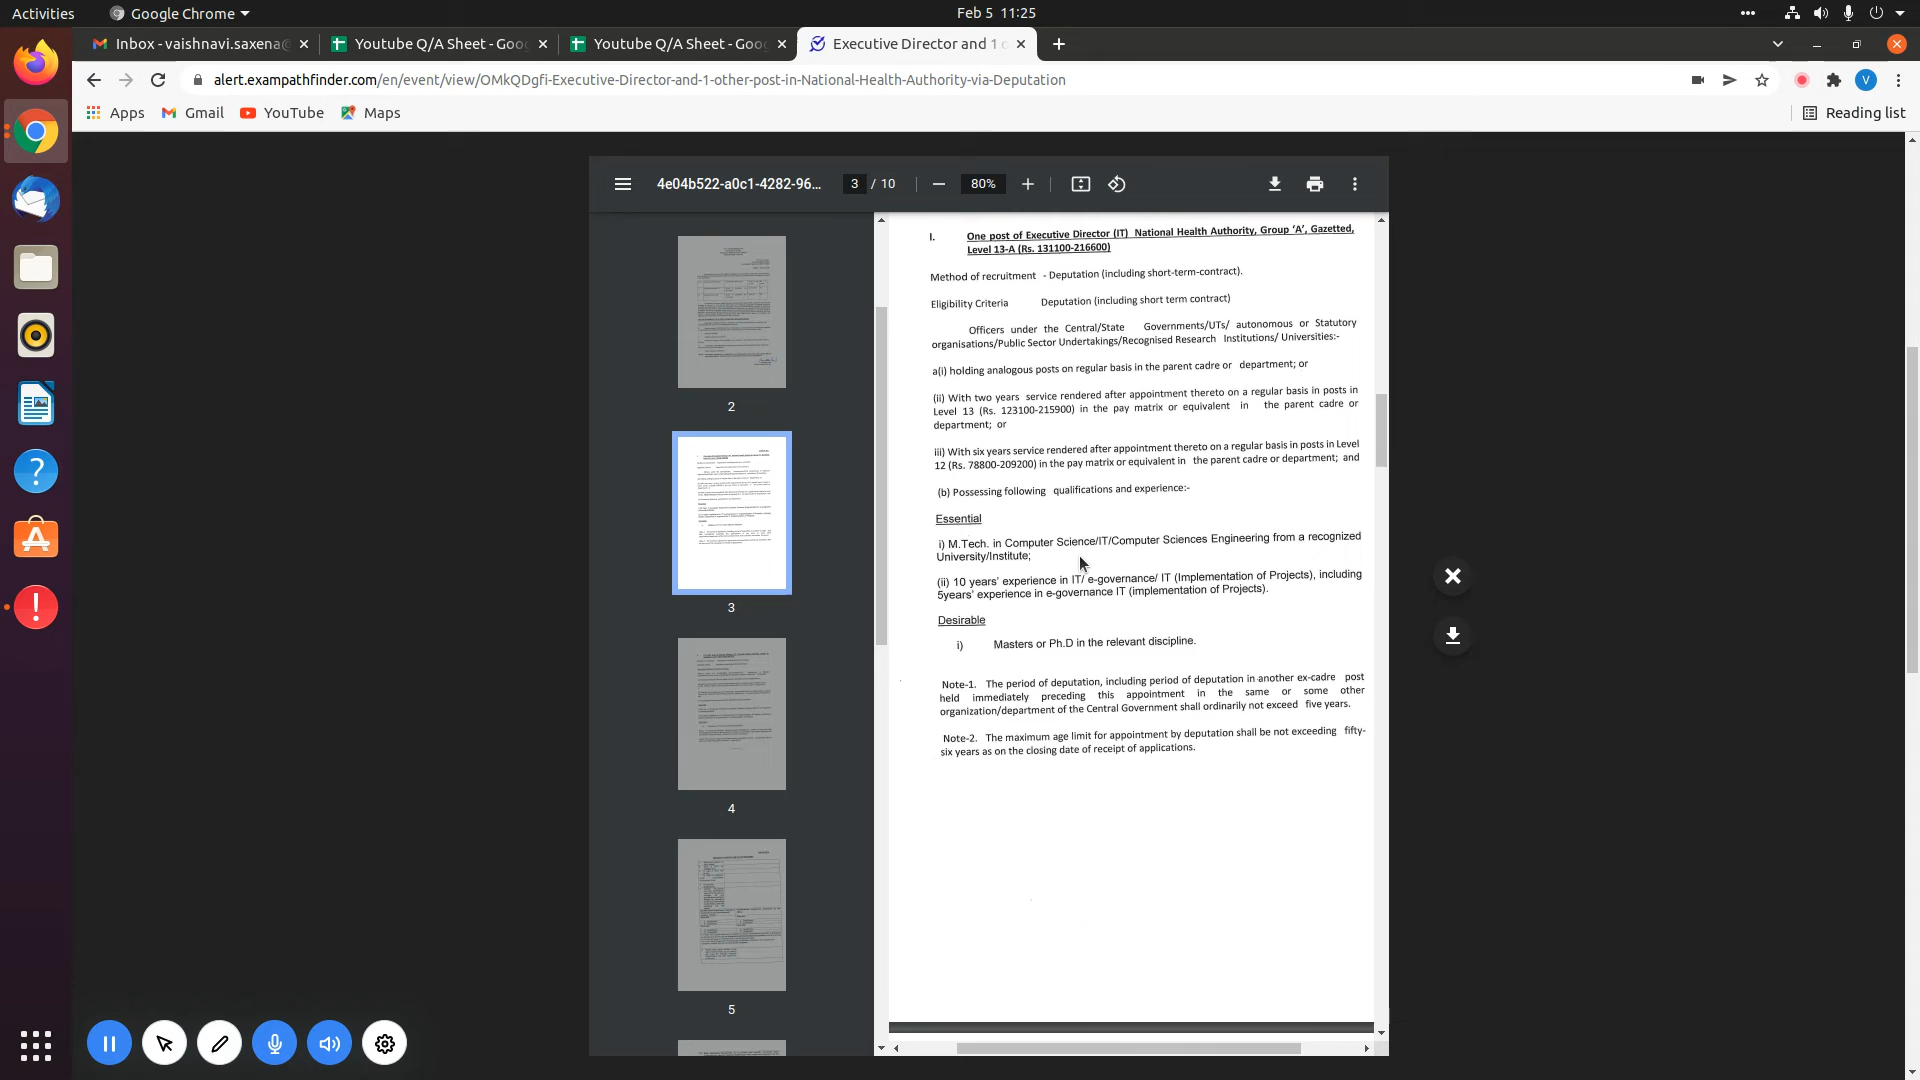 Activities
Google Chrome
Feb 5 11:25
Inbox - vaishnavi.saxena@
Youtube Q/A Sheet - Goo
Youtube Q/A Sheet - Goo
Executive Director and 1 o
alert.exampathfinder.com/en/event/view/OMkQDgfi-Executive-Director-and-1-other-post-in-National-Health-Authority-via-Deputation
V
Apps
Gmail
YouTube
Maps
Reading list
4e04b522-a0c1-4282-96...
3 / 10
80%
2
3
4
5
I. One post of Executive Director (IT) National Health Authority, Group ‘A’, Gazetted,
Level 13-A (Rs. 131100-216600)
Method of recruitment - Deputation (including short-term-contract).
Eligibility Criteria Deputation (including short term contract)
Officers under the Central/State Governments/UTs/ autonomous or Statutory
organisations/Public Sector Undertakings/Recognised Research Institutions/ Universities:-
a(i) holding analogous posts on regular basis in the parent cadre or department; or
(ii) With two years service rendered after appointment thereto on a regular basis in posts in
Level 13 (Rs. 123100-215900) in the pay matrix or equivalent in the parent cadre or
department; or
iii) With six years service rendered after appointment thereto on a regular basis in posts in Level
12 (Rs. 78800-209200) in the pay matrix or equivalent in the parent cadre or department; and
(b) Possessing following qualifications and experience:-
Essential
i) M.Tech. in Computer Science/IT/Computer Sciences Engineering from a recognized
University/Institute;
(ii) 10 years’ experience in IT/ e-governance/ IT (Implementation of Projects), including
5years’ experience in e-governance IT (implementation of Projects).
Desirable
i) Masters or Ph.D in the relevant discipline.
Note-1. The period of deputation, including period of deputation in another ex-cadre post
held immediately preceding this appointment in the same or some other
organization/department of the Central Government shall ordinarily not exceed five years.
Note-2. The maximum age limit for appointment by deputation shall be not exceeding fifty-
six years as on the closing date of receipt of applications.